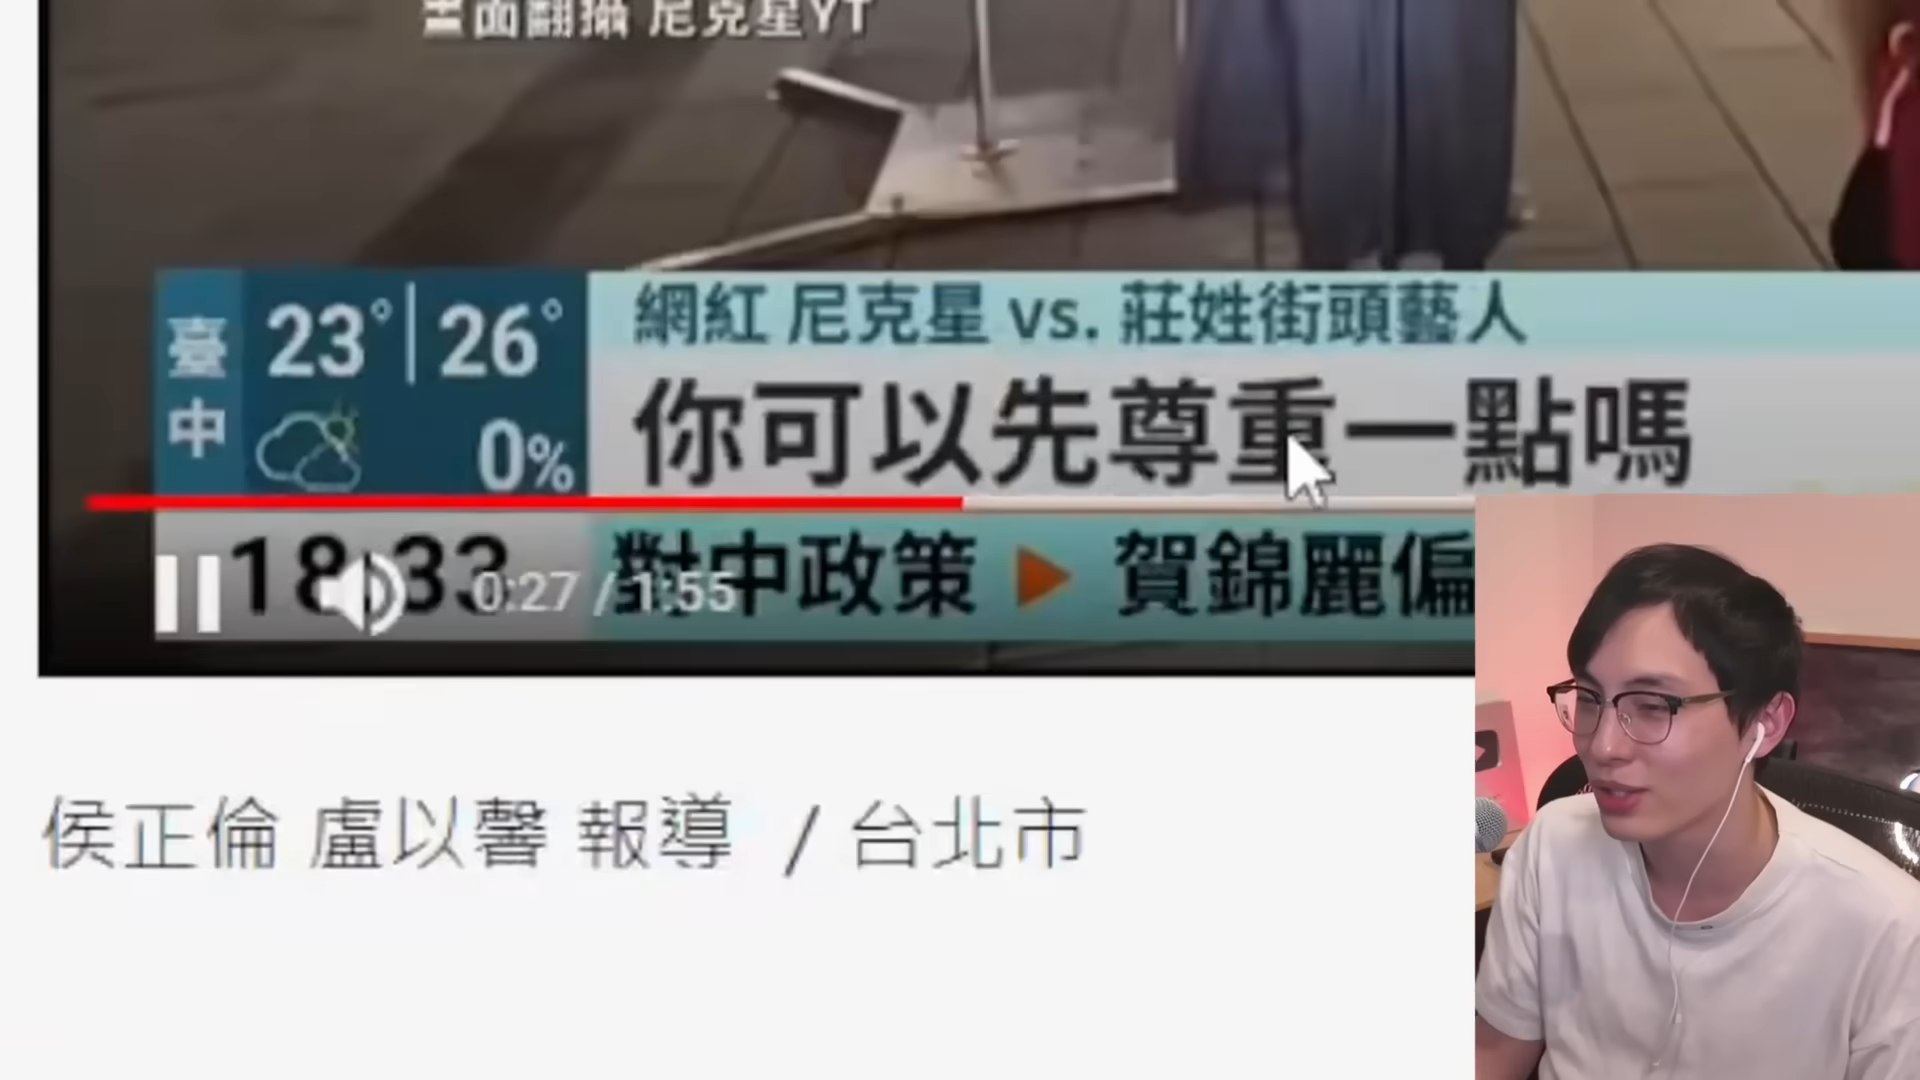 畫面翻攝 尼克星YT
臺中
23° 26°
0%
網紅 尼克星 vs. 莊姓街頭藝人
你可以先尊重一點嗎
18:33
對中政策 ▶ 賀錦麗偏
0:27 / 1:55
侯正倫 盧以馨 報導 / 台北市